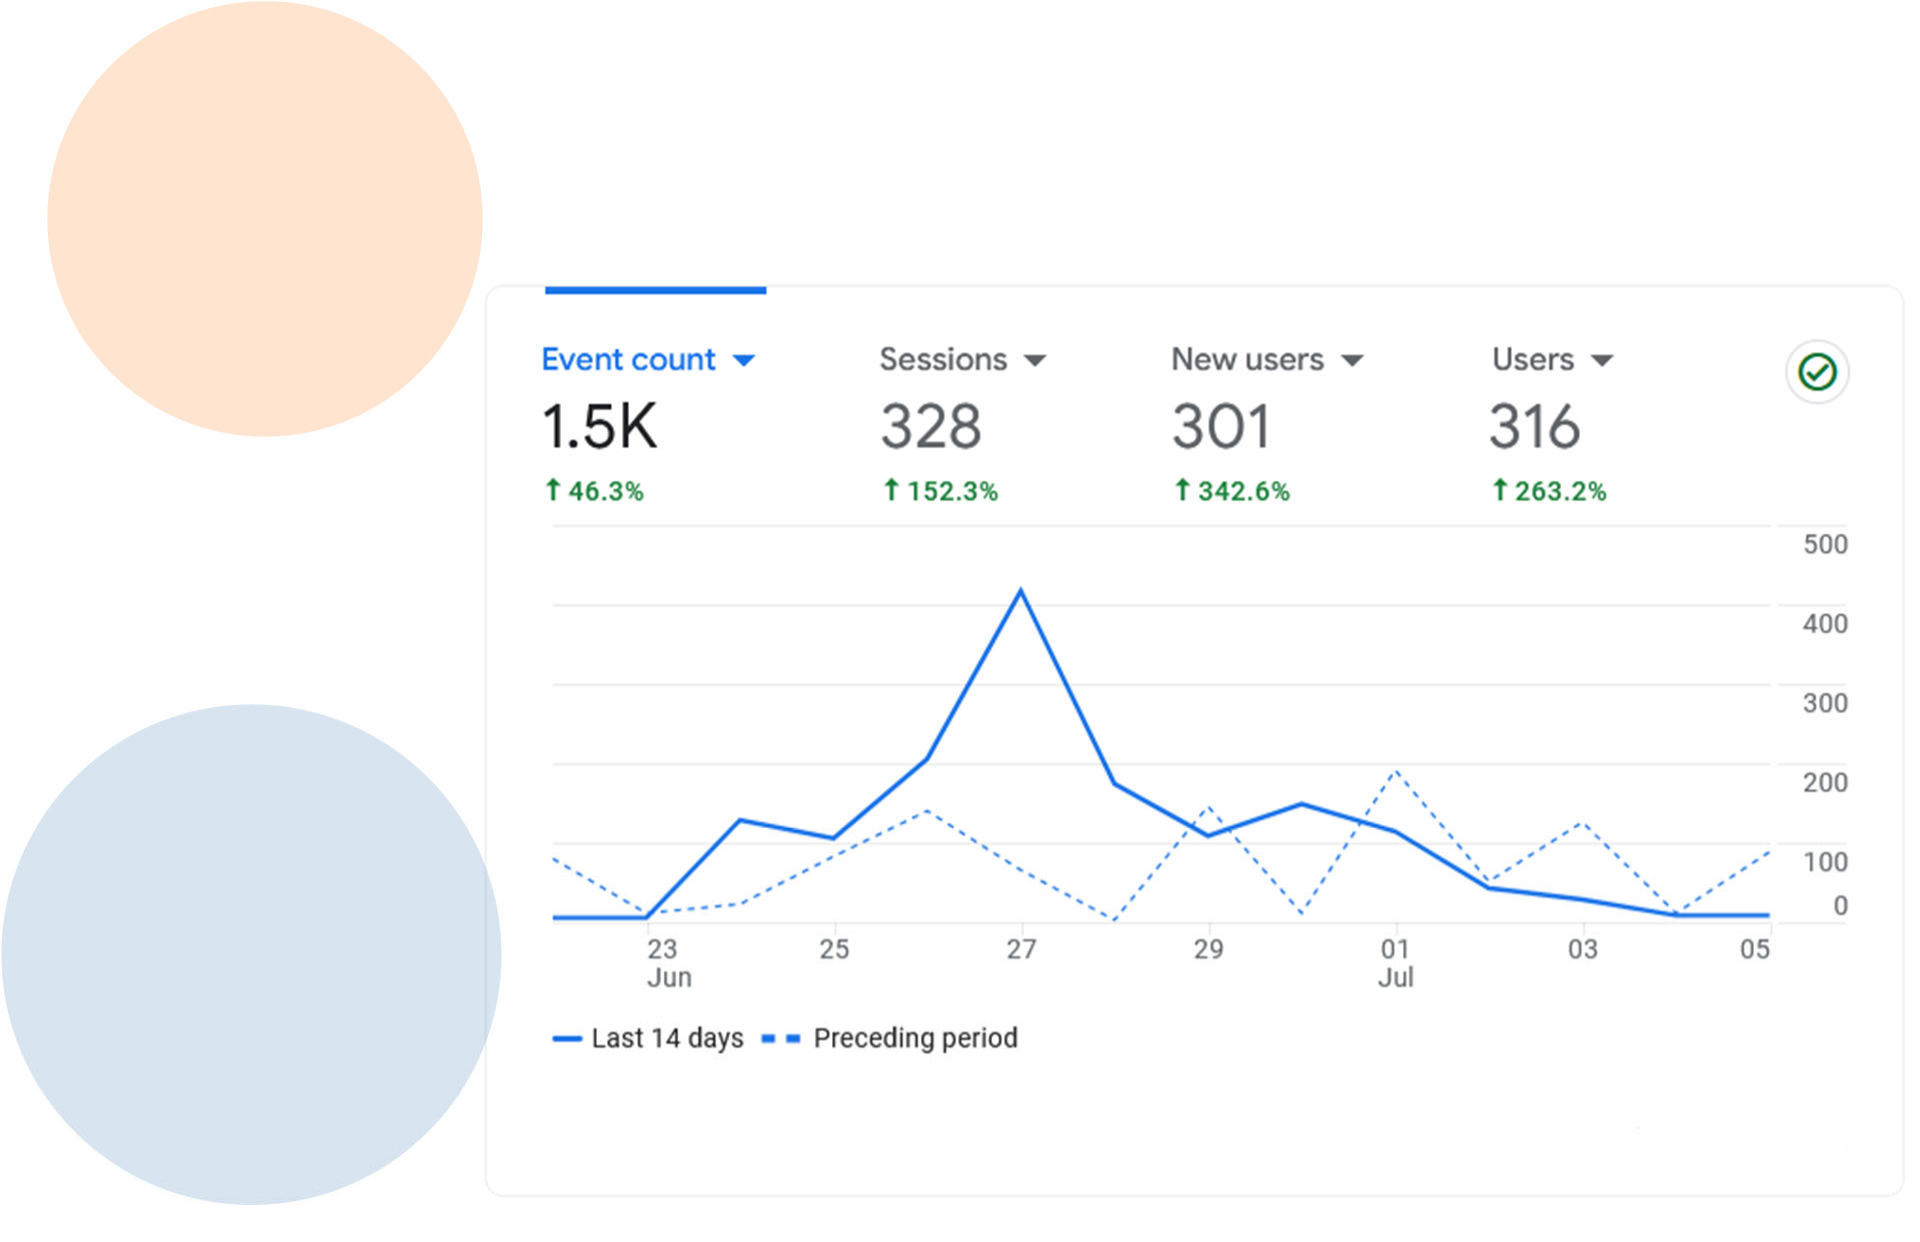 Event count Sessions New users Users
1.5K 328 301 316
↑ 46.3% ↑ 152.3% ↑ 342.6% ↑ 263.2%
500
400
300
200
100
0
23 25 27 29 01 03 05
Jun Jul
Last 14 days Preceding period